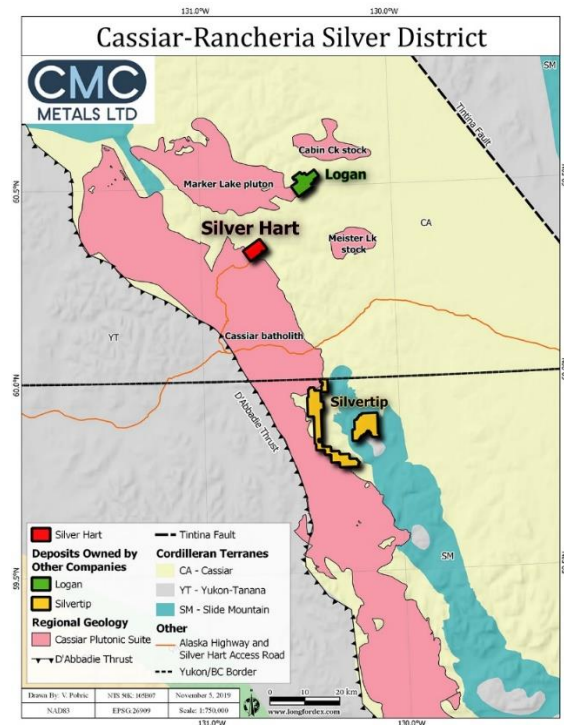 131.0°W
130.0°W
Cassiar-Rancheria Silver District
CMC
METALS LTD
SM
Tintina Fault
Cabin Ck stock
60.5°N
Marker Lake pluton
Logan
Silver Hart
CA
Meister Lk
stock
YT
Cassiar batholith
60.0°N
D'Abbadie Thrust
Silvertip
Silver Hart
Deposits Owned by
Other Companies
Logan
Silvertip
Regional Geology
Cassiar Plutonic Suite
D'Abbadie Thrust
Tintina Fault
Cordilleran Terranes
CA - Cassiar
YT - Yukon-Tanana
SM - Slide Mountain
Other
Alaska Highway and
Silver Hart Access Road
Yukon/BC Border
59.5°N
SM
Drawn By: V. Pobric
November 5, 2019
NAD83
EPSG:26909
Scale: 1:750,000
0
10
20 km
www.longfordex.com
131.0°W
130.0°W